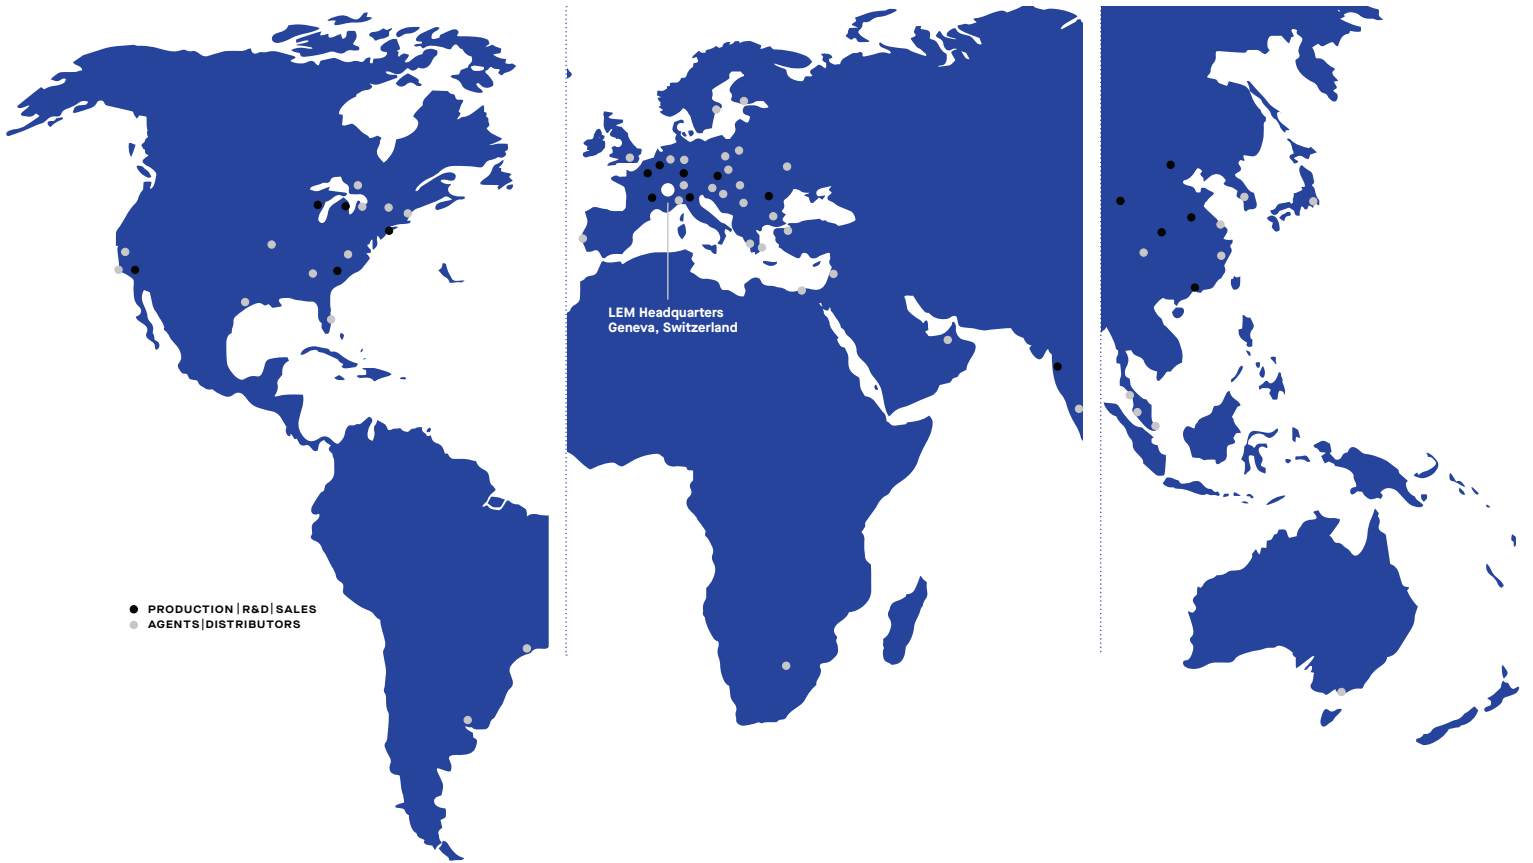 LEM Headquarters
Geneva, Switzerland
PRODUCTION|R&D|SALES
AGENTS|DISTRIBUTORS